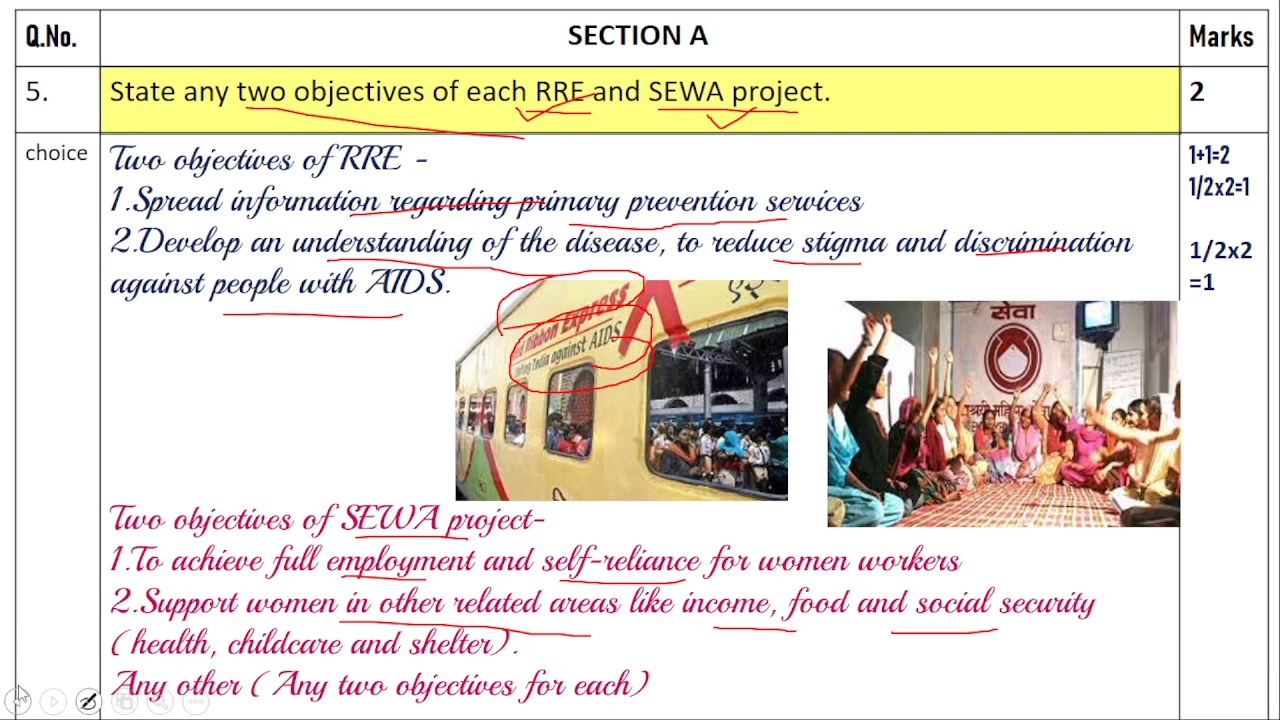 Q.No. SECTION A Marks
5. State any two objectives of each RRE and SEWA project. 2
choice Two objectives of RRE - 1+1=2
1.Spread information regarding primary prevention services 1/2x2=1
2.Develop an understanding of the disease, to reduce stigma and discrimination 1/2x2
against people with AIDS. =1
Ribbon Express
India against AIDS
सेवा
Two objectives of SEWA project-
1.To achieve full employment and self-reliance for women workers
2.Support women in other related areas like income, food and social security
(health, childcare and shelter).
Any other (Any two objectives for each)